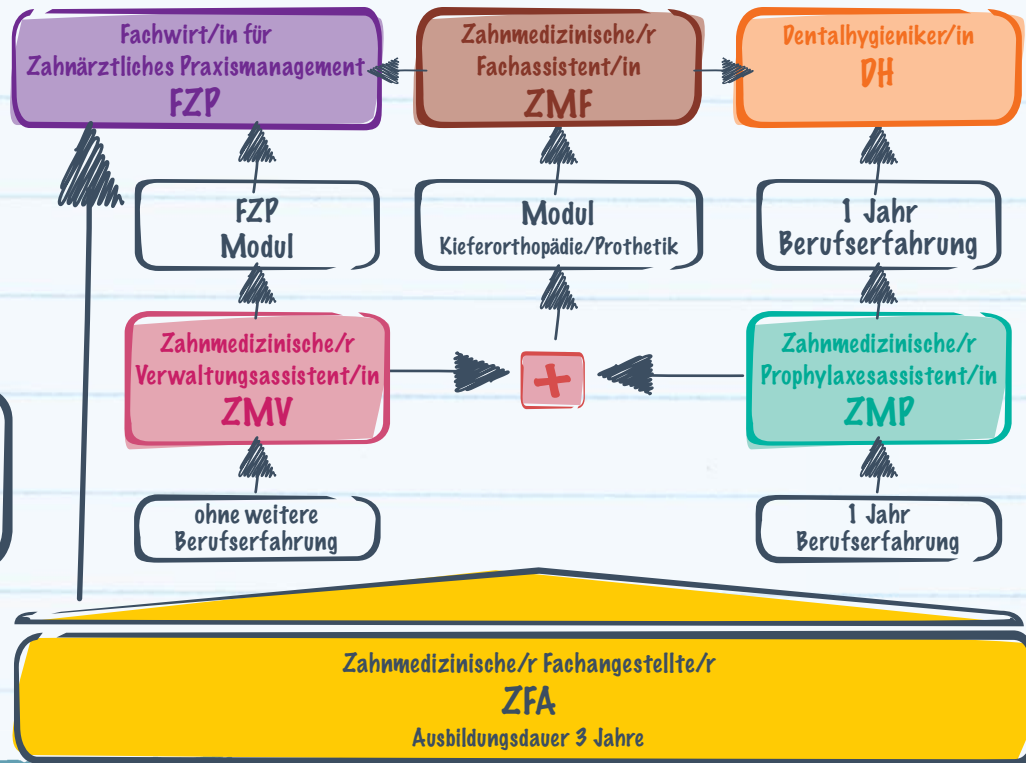 Fachwirt/in für
Zahnärztliches Praxismanagement
FZP
Zahnmedizinische/r
Fachassistent/in
ZMF
Dentalhygieniker/in
DH
FZP
Modul
Modul
Kieferorthopädie/Prothetik
1 Jahr
Berufserfahrung
Zahnmedizinische/r
Verwaltungsassistent/in
ZMV
+
Zahnmedizinische/r
Prophylaxesassistent/in
ZMP
ohne weitere
Berufserfahrung
1 Jahr
Berufserfahrung
Zahnmedizinische/r Fachangestellte/r
ZFA
Ausbildungsdauer 3 Jahre